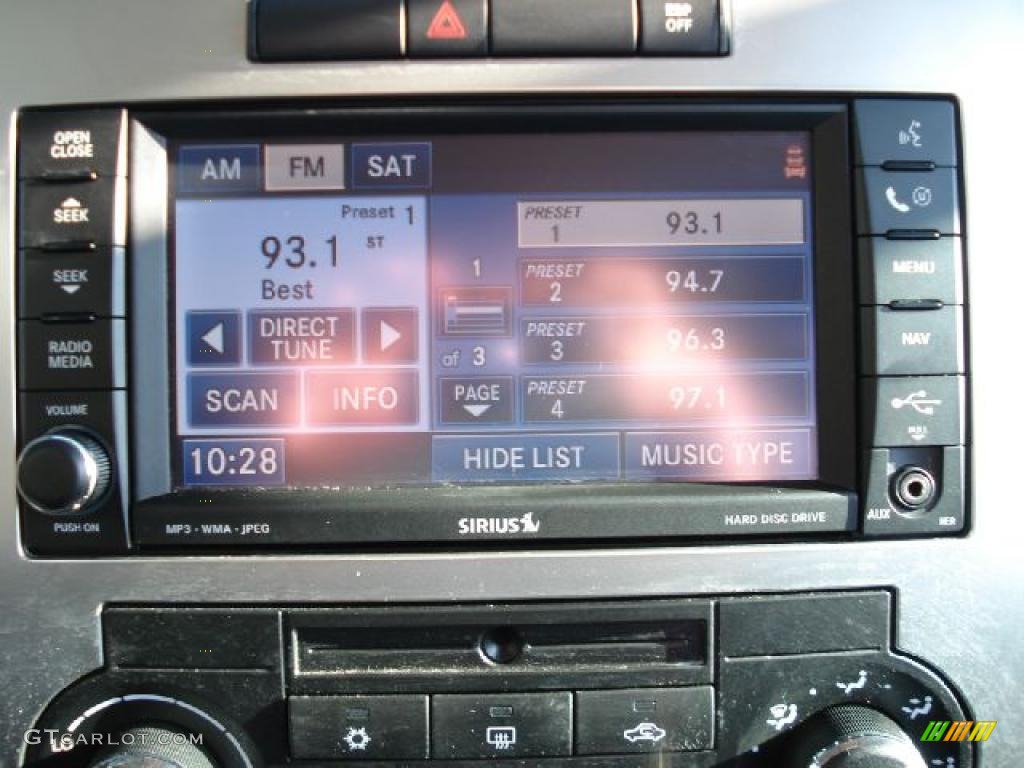 ESP
OFF
OPEN
CLOSE
SEEK
SEEK
RADIO
MEDIA
VOLUME
PUSH ON
AM FM SAT
Preset 1
93.1 ST
Best
DIRECT
TUNE
SCAN INFO
10:28
1
of 3
PAGE
PRESET
1 93.1
PRESET
2 94.7
PRESET
3 96.3
PRESET
4 97.1
HIDE LIST MUSIC TYPE
MP3 - WMA - JPEG
SIRIUS
HARD DISC DRIVE
MENU
NAV
AUX
GTCARLOT.COM